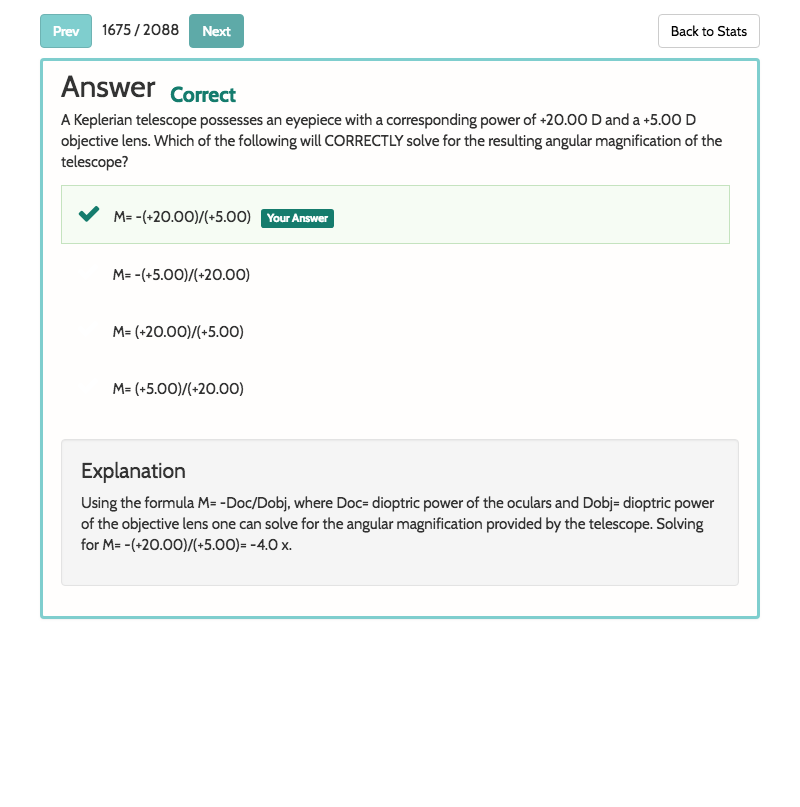 Prev 1675 / 2088 Next Back to Stats
Answer Correct
A Keplerian telescope possesses an eyepiece with a corresponding power of +20.00 D and a +5.00 D
objective lens. Which of the following will CORRECTLY solve for the resulting angular magnification of the
telescope?
M= -(+20.00)/(+5.00) Your Answer
M= -(+5.00)/(+20.00)
M= (+20.00)/(+5.00)
M= (+5.00)/(+20.00)
Explanation
Using the formula M= -Doc/Dobj, where Doc= dioptric power of the oculars and Dobj= dioptric power
of the objective lens one can solve for the angular magnification provided by the telescope. Solving
for M= -(+20.00)/(+5.00)= -4.0 x.